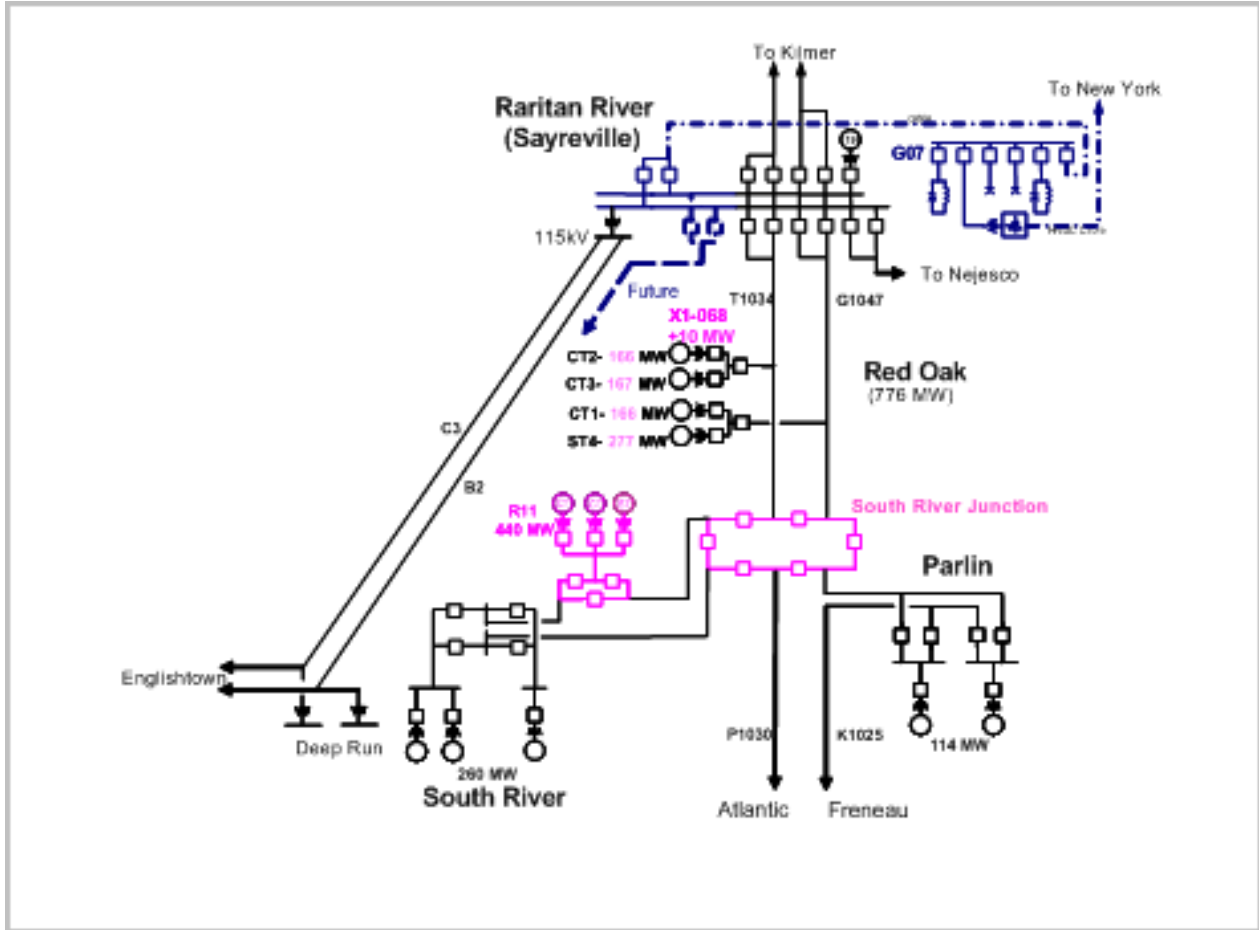 To Kilmer
To New York
Raritan River
(Sayreville)
G07
115kV
To Nejesco
Future
T1034
G1047
X1-068
+10 MW
CT2- 166 MW
CT3- 167 MW
Red Oak
(776 MW)
CT1- 166 MW
ST4- 277 MW
C3
B2
R11
440 MW
South River Junction
Parlin
Englishtown
Deep Run
P1030
K1025
114 MW
260 MW
South River
Atlantic
Freneau